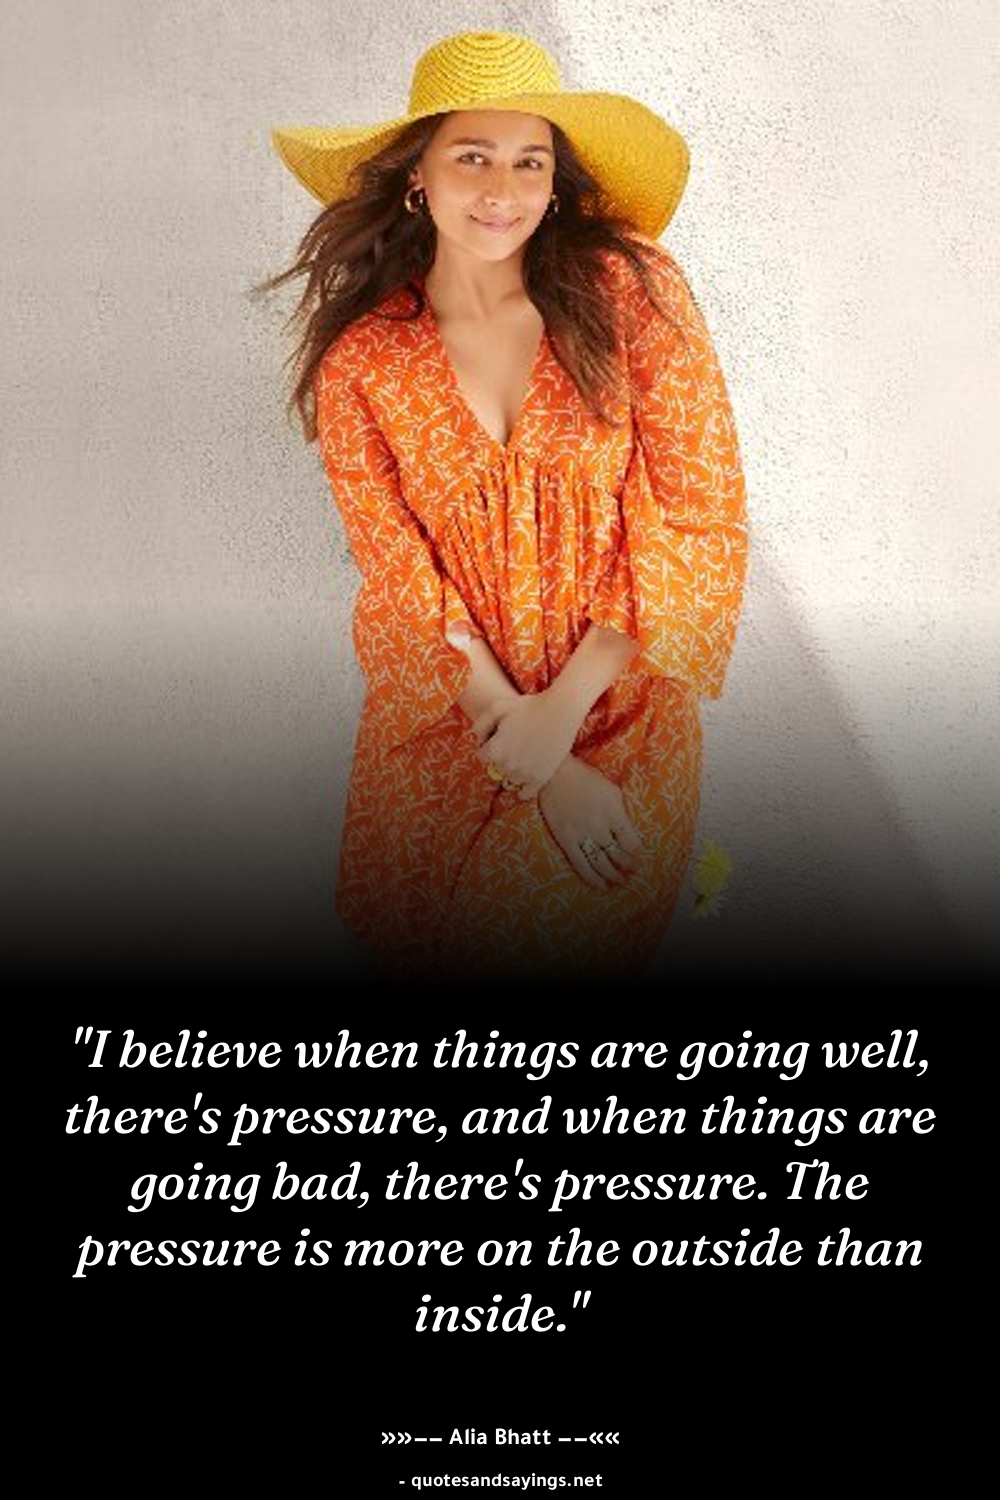 "I believe when things are going well,
there's pressure, and when things are
going bad, there's pressure. The
pressure is more on the outside than
inside."
»»−− Alia Bhatt −−««
- quotesandsayings.net